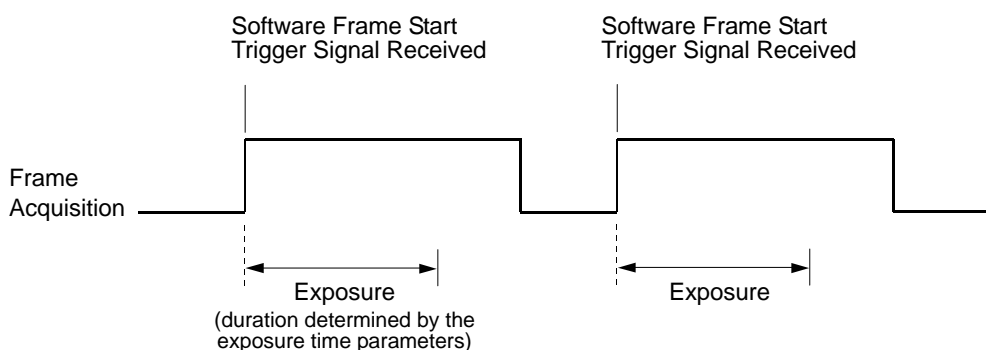 Software Frame Start
Trigger Signal Received
Software Frame Start
Trigger Signal Received
Frame
Acquisition
Exposure
(duration determined by the
exposure time parameters)
Exposure